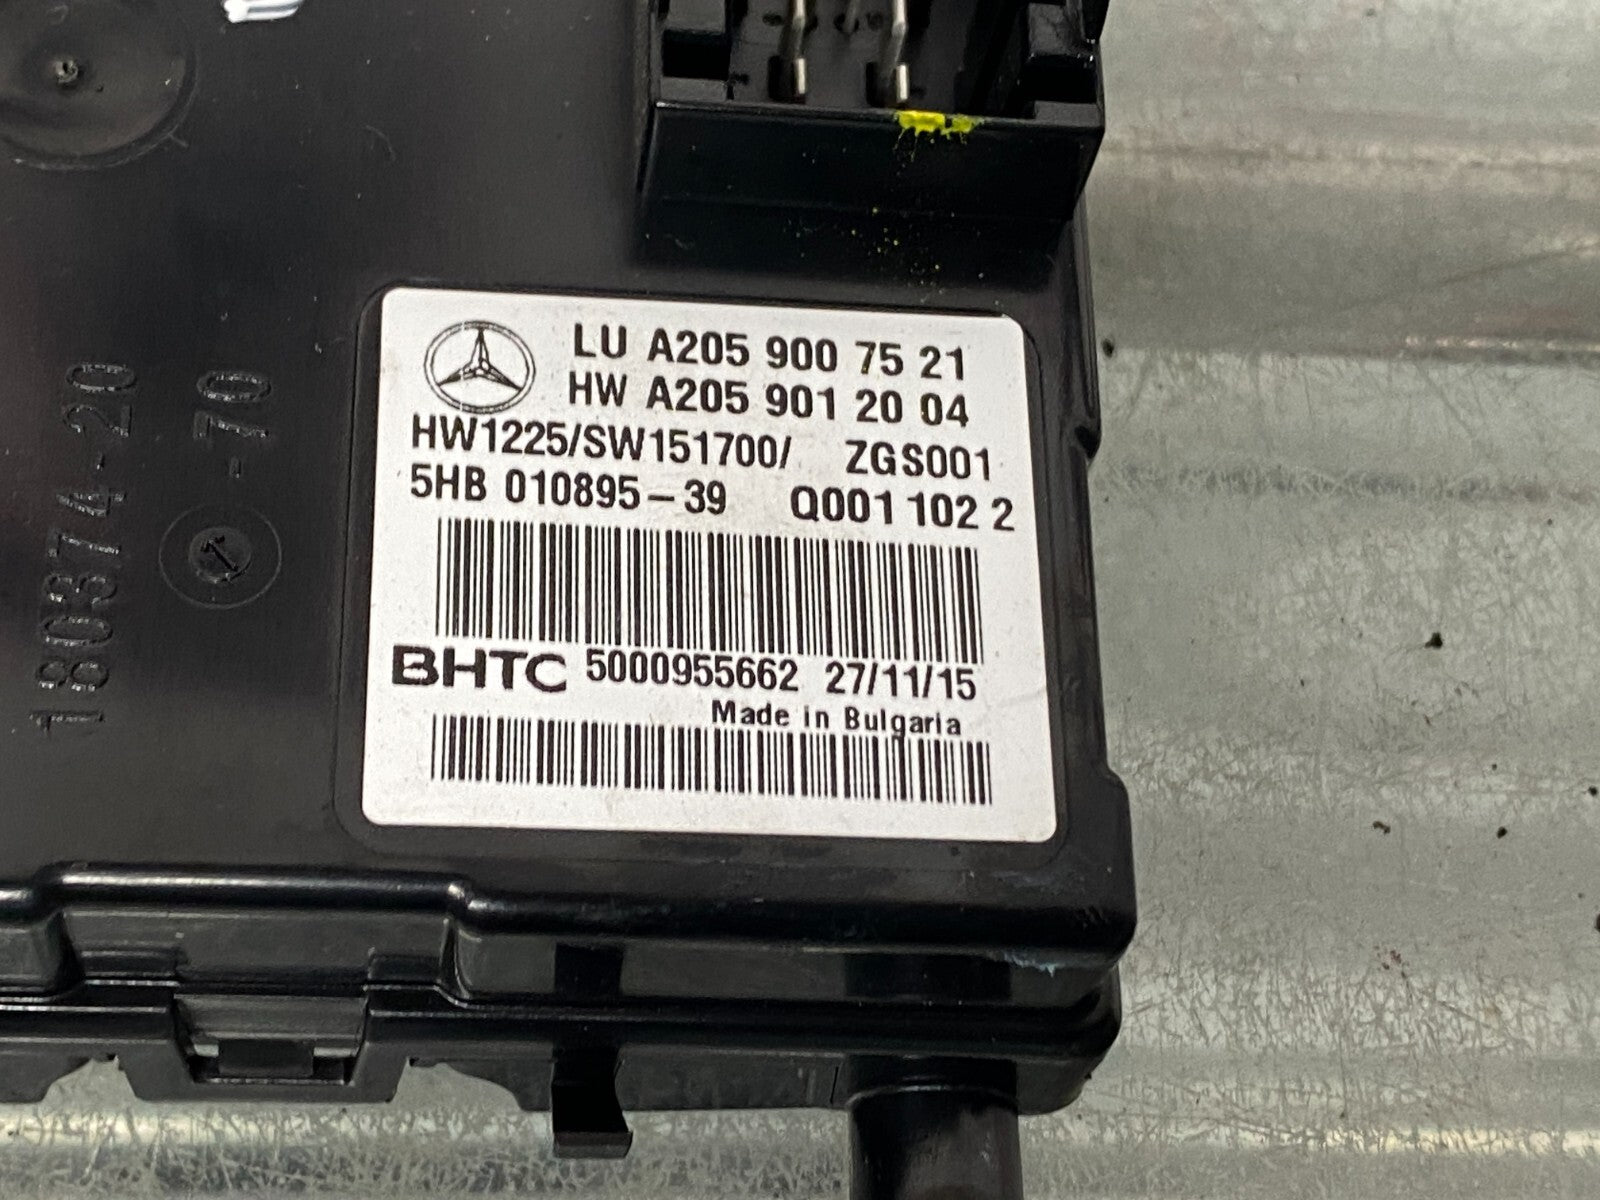 LU A205 900 75 21
HW A205 901 20 04
HW1225/SW151700/ ZGS001
5HB 010895-39 Q001 102 2
BHTC 5000955662 27/11/15
Made in Bulgaria
180374-20
-70